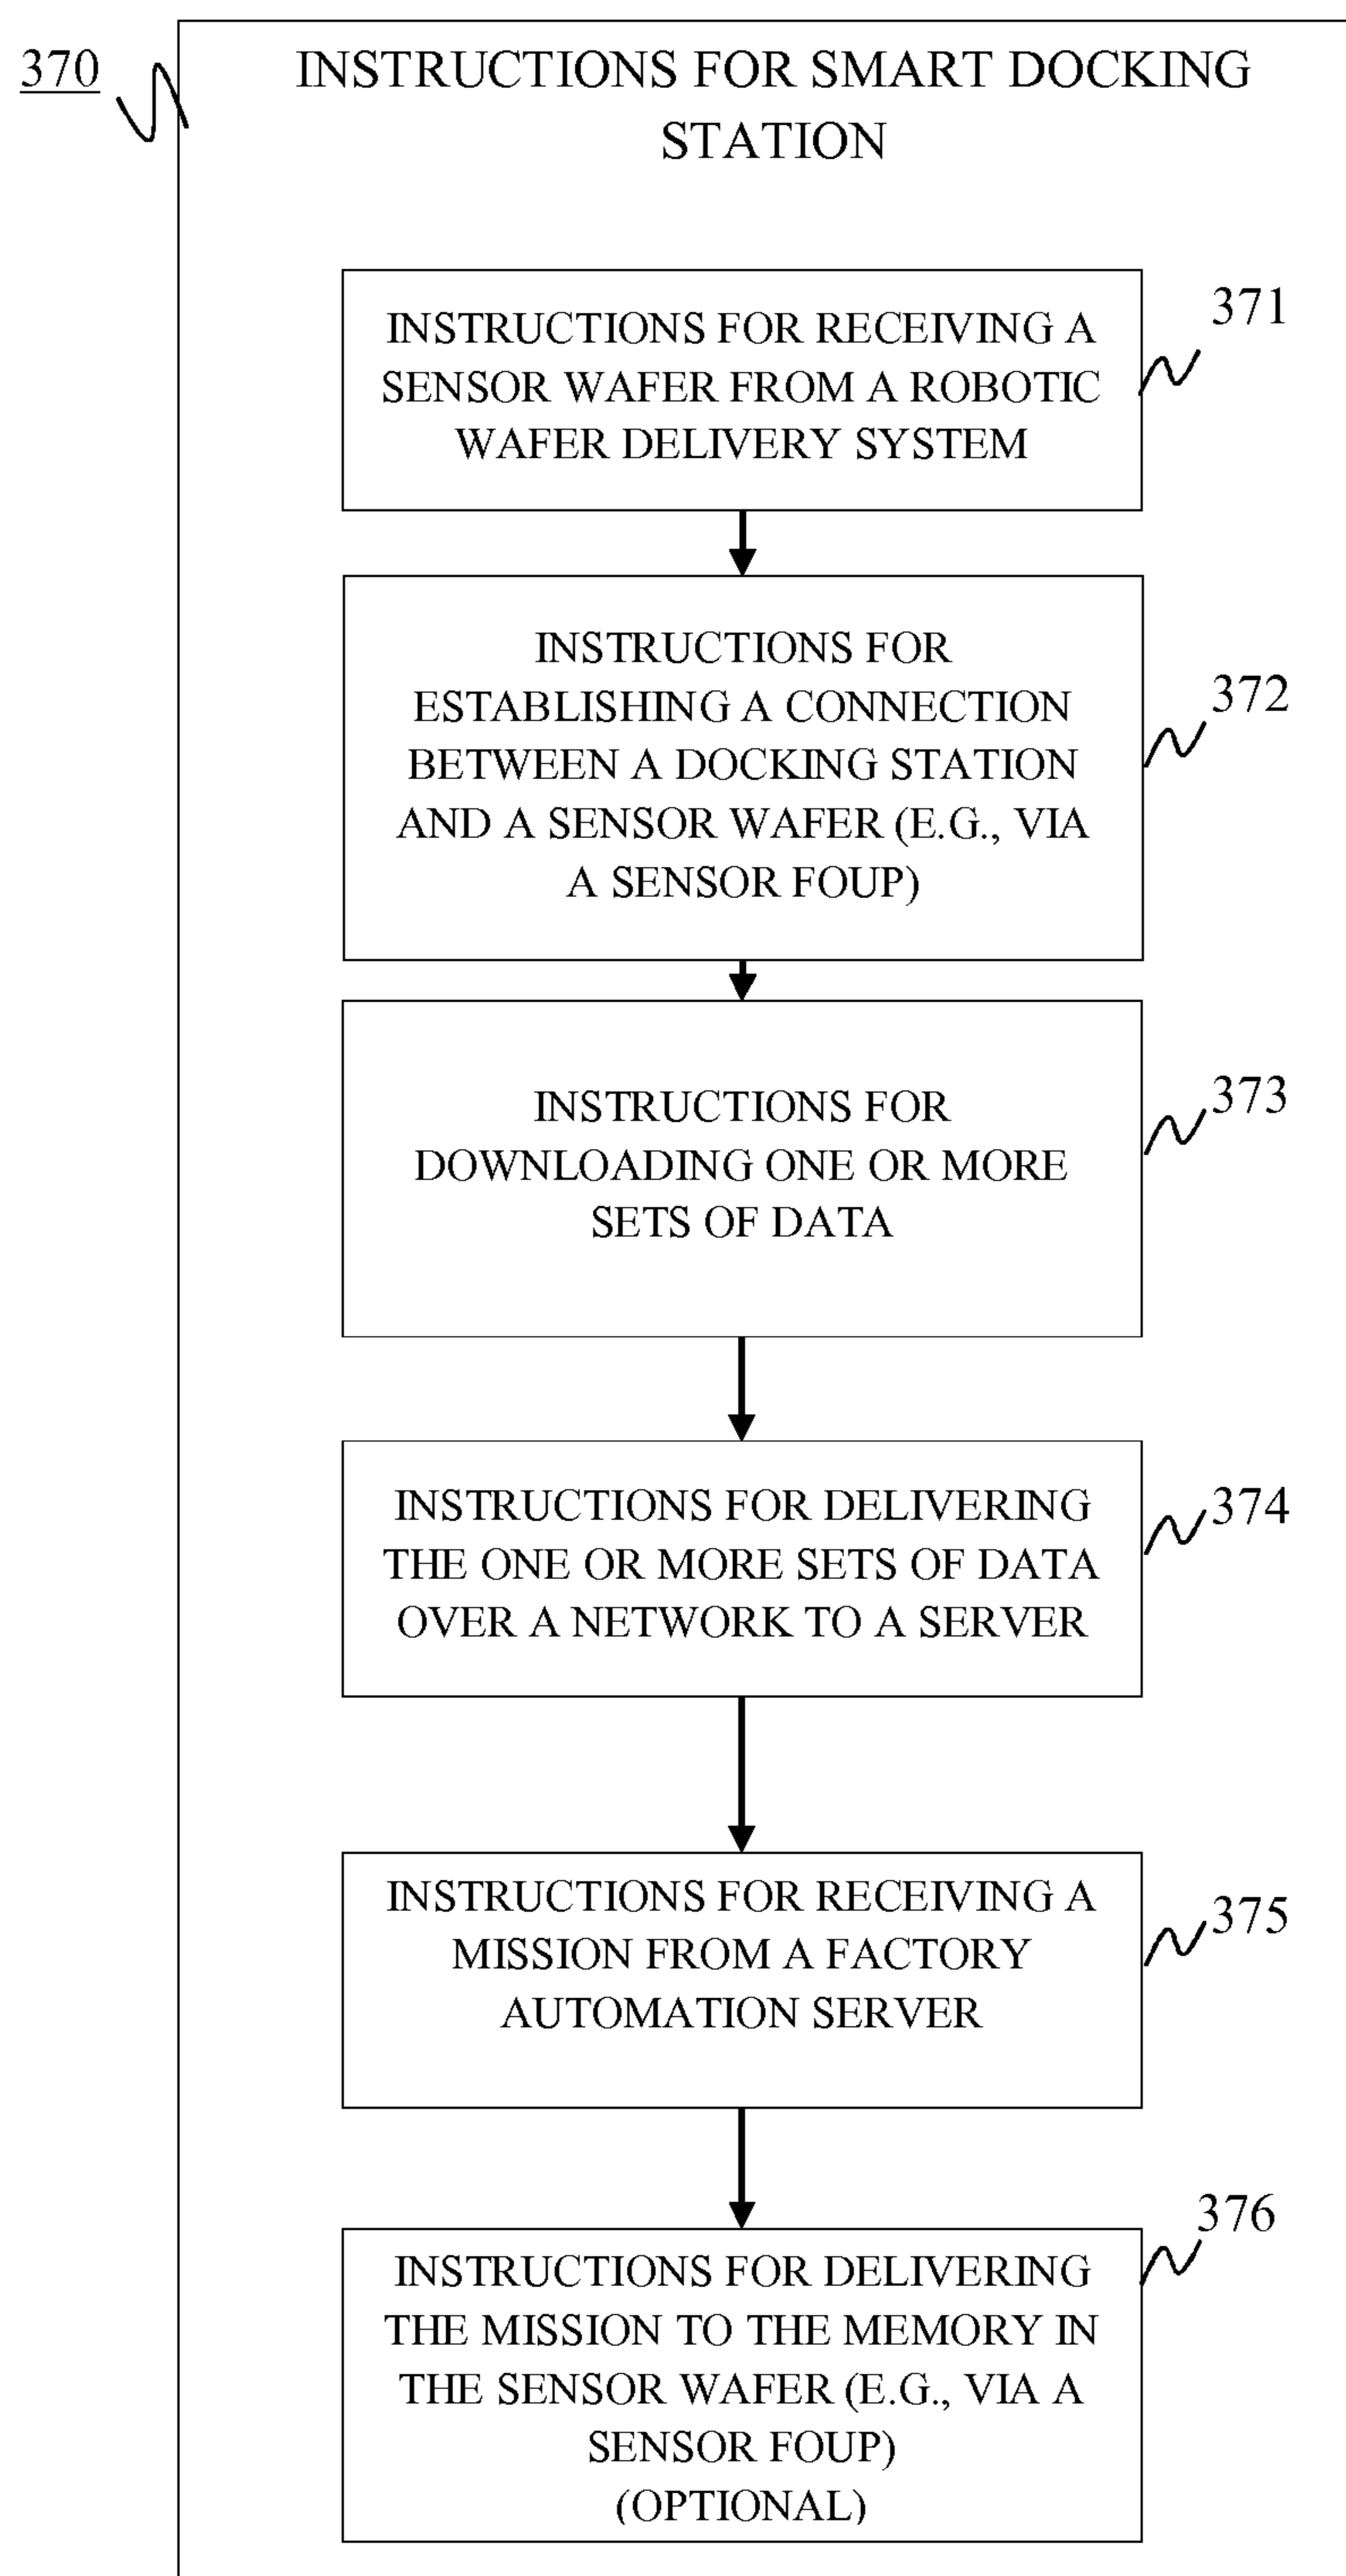 370
INSTRUCTIONS FOR SMART DOCKING
STATION
371
INSTRUCTIONS FOR RECEIVING A
SENSOR WAFER FROM A ROBOTIC
WAFER DELIVERY SYSTEM
372
INSTRUCTIONS FOR
ESTABLISHING A CONNECTION
BETWEEN A DOCKING STATION
AND A SENSOR WAFER (E.G., VIA
A SENSOR FOUP)
373
INSTRUCTIONS FOR
DOWNLOADING ONE OR MORE
SETS OF DATA
374
INSTRUCTIONS FOR DELIVERING
THE ONE OR MORE SETS OF DATA
OVER A NETWORK TO A SERVER
375
INSTRUCTIONS FOR RECEIVING A
MISSION FROM A FACTORY
AUTOMATION SERVER
376
INSTRUCTIONS FOR DELIVERING
THE MISSION TO THE MEMORY IN
THE SENSOR WAFER (E.G., VIA A
SENSOR FOUP)
(OPTIONAL)